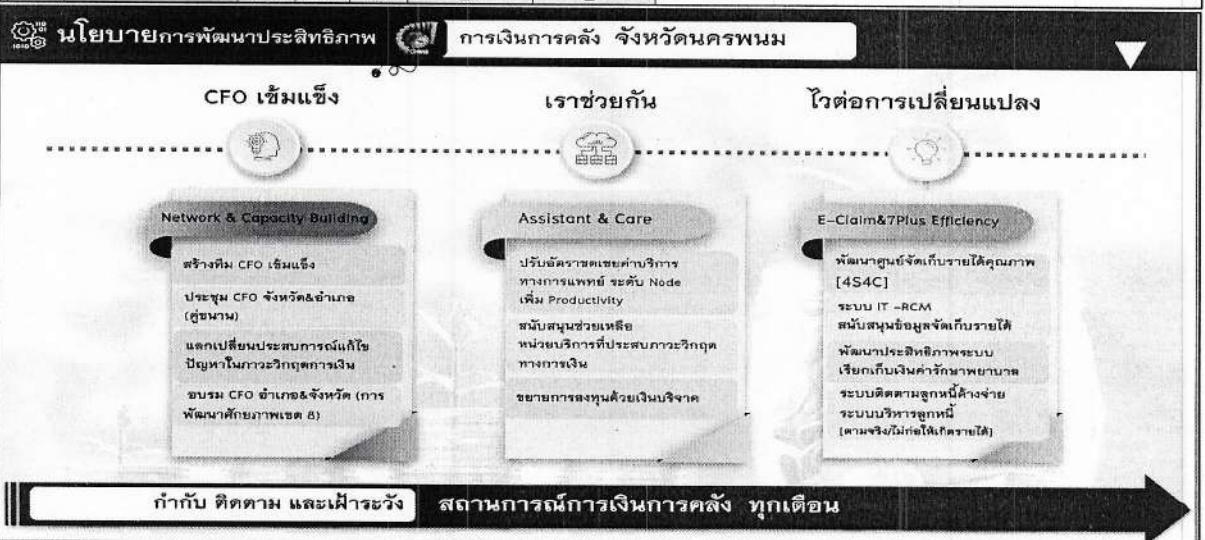 นโยบายการพัฒนาประสิทธิภาพ การเงินการคลัง จังหวัดนครพนม
CFO เข้มแข็ง
เราช่วยกัน
ไวต่อการเปลี่ยนแปลง
Network & Capacity Building
สร้างทีม CFO เข้มแข็ง
ประชุม CFO จังหวัด&อำเภอ
(คู่ขนาน)
แลกเปลี่ยนประสบการณ์แก้ไข
ปัญหาในภาวะวิกฤตการเงิน
อบรม CFO อำเภอ&จังหวัด (การ
พัฒนาศักยภาพเขต 8)
Assistant & Care
ปรับอัตราชดเชยค่าบริการ
ทางการแพทย์ ระดับ Node
เพิ่ม Productivity
สนับสนุนช่วยเหลือ
หน่วยบริการที่ประสบภาวะวิกฤต
ทางการเงิน
ขยายการลงทุนด้วยเงินบริจาค
E-Claim&7Plus Efficiency
พัฒนาศูนย์จัดเก็บรายได้คุณภาพ
[4S4C]
ระบบ IT -RCM
สนับสนุนข้อมูลจัดเก็บรายได้
พัฒนาประสิทธิภาพระบบ
เรียกเก็บเงินค่ารักษาพยาบาล
ระบบติดตามลูกหนี้ค้างจ่าย
ระบบบริหารลูกหนี้
[ตามจริง/ไม่ก่อให้เกิดรายได้]
กำกับ ติดตาม และเฝ้าระวัง สถานการณ์การเงินการคลัง ทุกเดือน